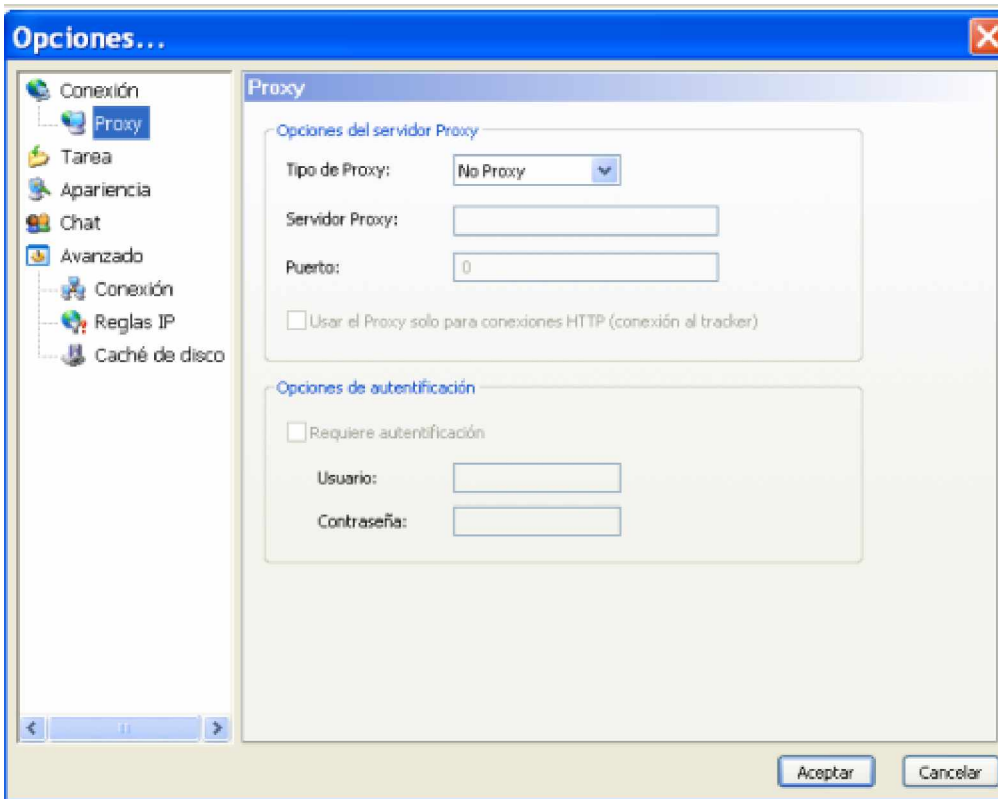 Opciones...
Conexión
Proxy
Tarea
Apariencia
Chat
Avanzado
Conexión
Reglas IP
Caché de disco
Proxy
Opciones del servidor Proxy
Tipo de Proxy: No Proxy
Servidor Proxy:
Puerto: 0
Usar el Proxy solo para conexiones HTTP (conexión al tracker)
Opciones de autentificación
Requiere autentificación
Usuario:
Contraseña:
Aceptar Cancelar